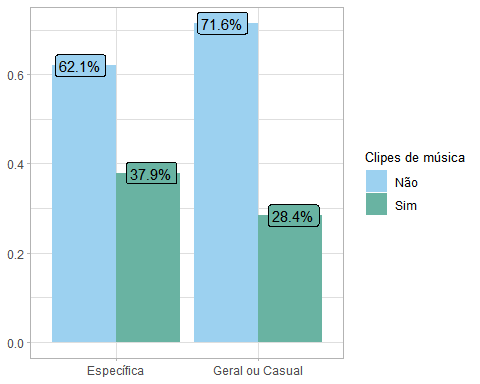 71.6%
62.1%
37.9%
28.4%
0.6
0.4
0.2
0.0
Específica
Geral ou Casual
Clipes de música
Não
Sim